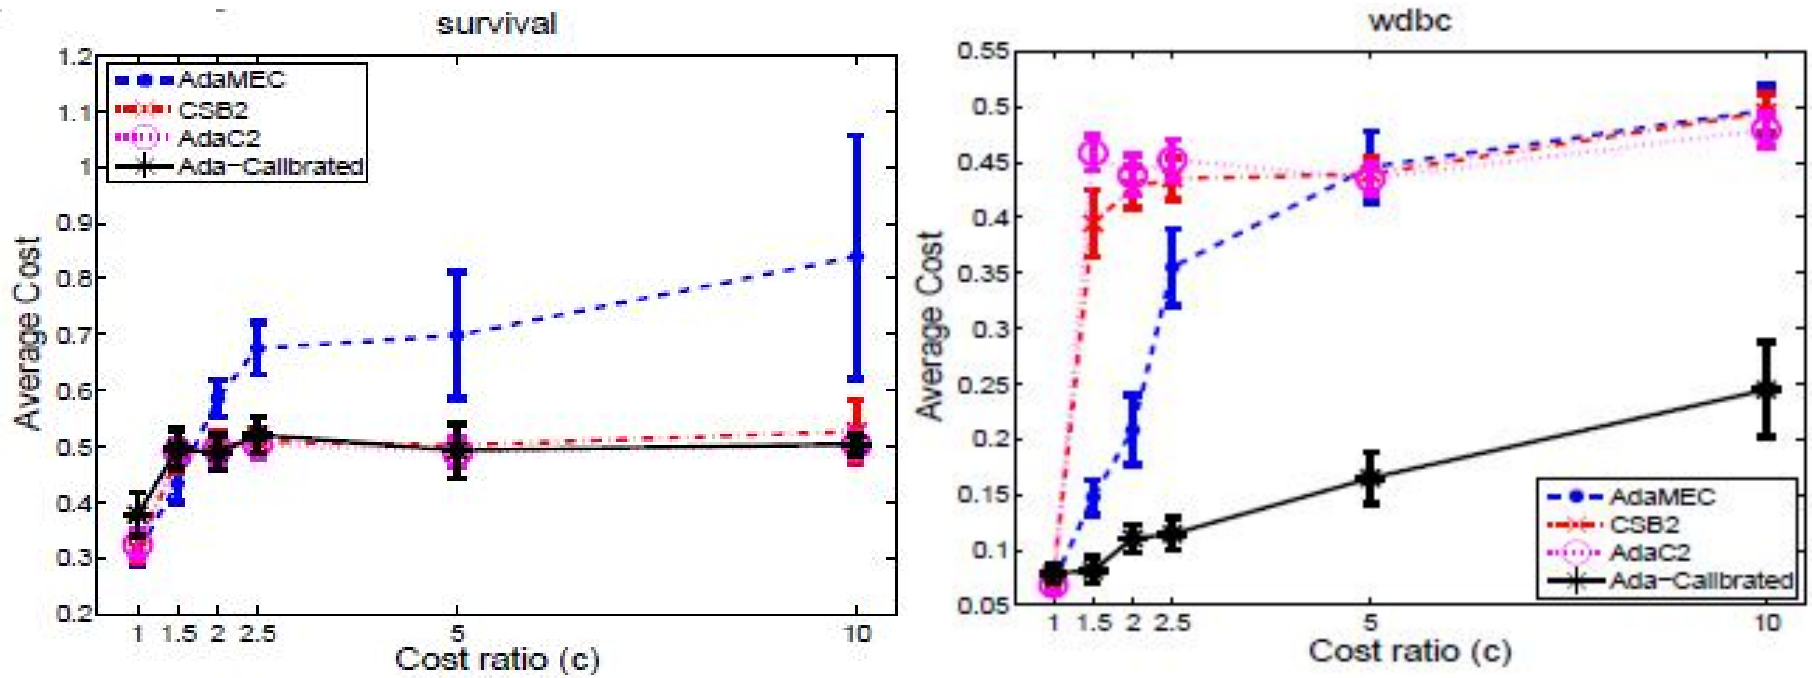 survival
1.2
1.1
1
0.9
0.8
0.7
0.6
0.5
0.4
0.3
0.2
Average Cost
AdaMEC
CSB2
AdaC2
Ada-Calibrated
1 1.5 2 2.5 5 10
Cost ratio (c)
wdbc
0.55
0.5
0.45
0.4
0.35
0.3
0.25
0.2
0.15
0.1
0.05
Average Cost
AdaMEC
CSB2
AdaC2
Ada-Calibrated
1 1.5 2 2.5 5 10
Cost ratio (c)